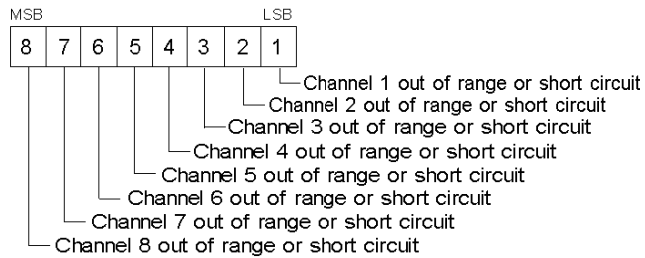 MSB LSB
8 7 6 5 4 3 2 1
Channel 1 out of range or short circuit
Channel 2 out of range or short circuit
Channel 3 out of range or short circuit
Channel 4 out of range or short circuit
Channel 5 out of range or short circuit
Channel 6 out of range or short circuit
Channel 7 out of range or short circuit
Channel 8 out of range or short circuit